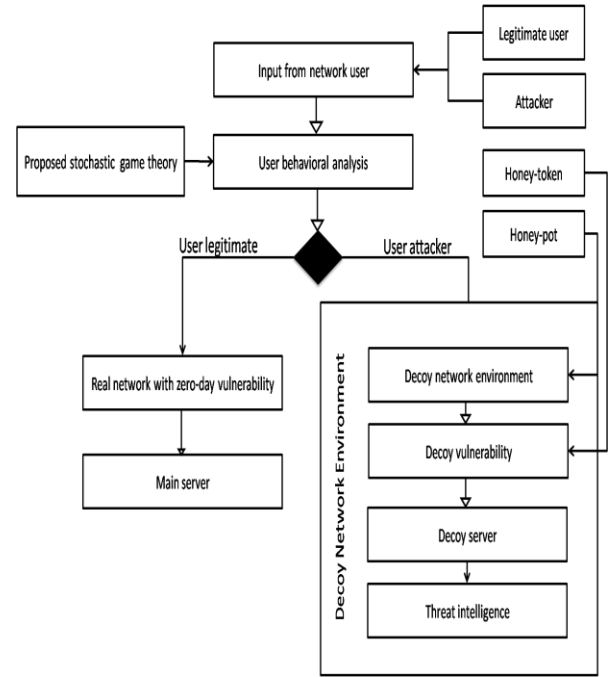 Legitimate user
Input from network user
Attacker
Proposed stochastic game theory
User behavioral analysis
Honey-token
Honey-pot
User legitimate
User attacker
Real network with zero-day vulnerability
Main server
Decoy Network Environment
Decoy network environment
Decoy vulnerability
Decoy server
Threat intelligence